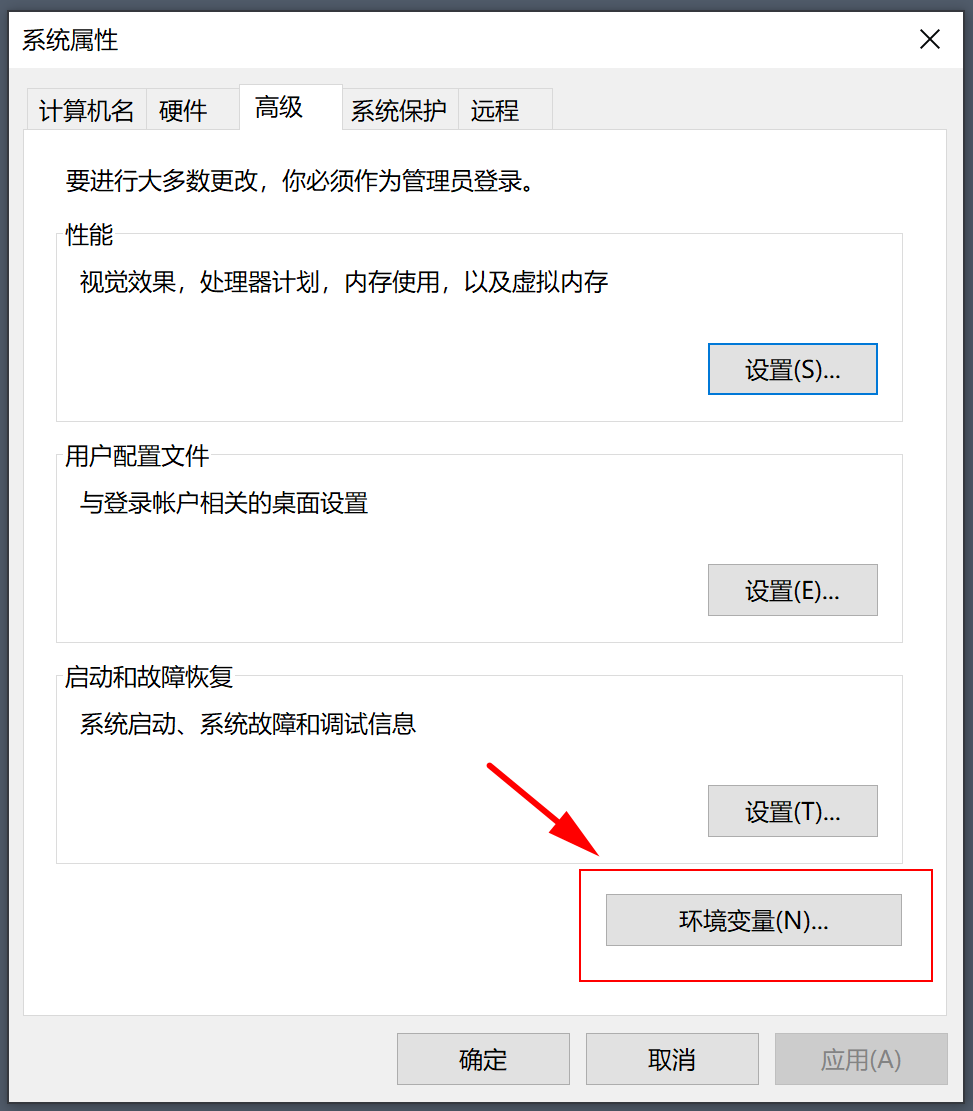 系统属性
计算机名 硬件 高级 系统保护 远程
要进行大多数更改，你必须作为管理员登录。
性能
视觉效果，处理器计划，内存使用，以及虚拟内存
设置(S)...
用户配置文件
与登录帐户相关的桌面设置
设置(E)...
启动和故障恢复
系统启动、系统故障和调试信息
设置(T)...
环境变量(N)...
确定 取消 应用(A)